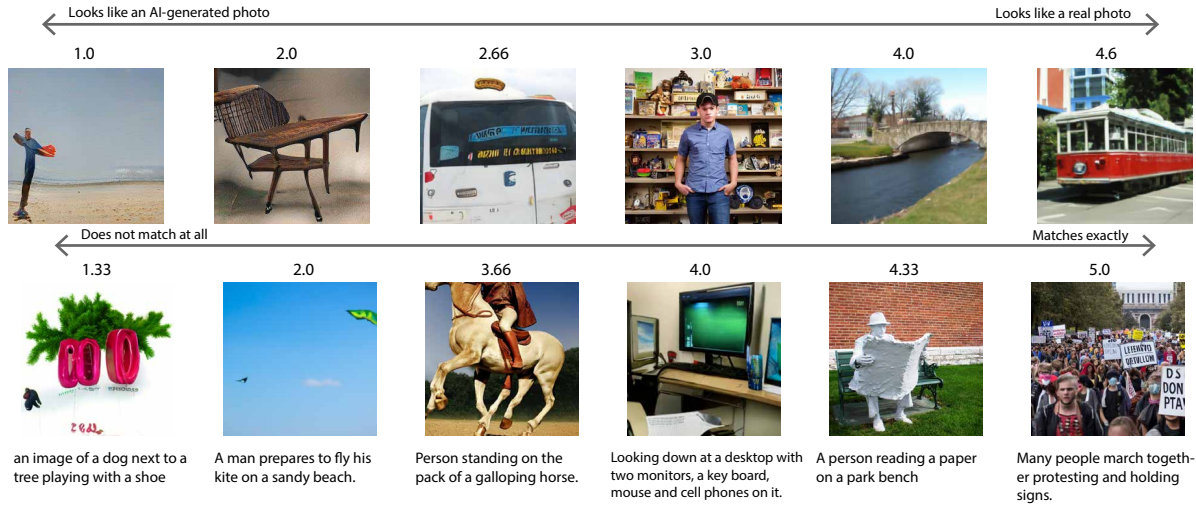 Looks like an AI-generated photo
Looks like a real photo
1.0
2.0
2.66
3.0
4.0
4.6
Does not match at all
Matches exactly
1.33
2.0
3.66
4.0
4.33
5.0
D S
DON
PTA
an image of a dog next to a
tree playing with a shoe
A man prepares to fly his
kite on a sandy beach.
Person standing on the
pack of a galloping horse.
Looking down at a desktop with
two monitors, a key board,
mouse and cell phones on it.
A person reading a paper
on a park bench
Many people march togeth-
er protesting and holding
signs.